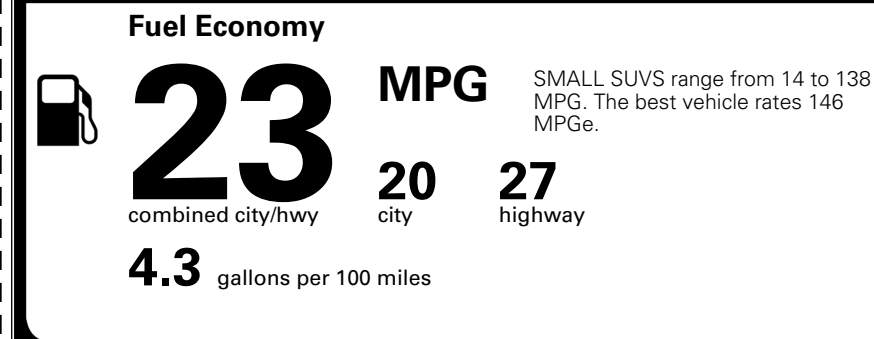 Fuel Economy
23
MPG
SMALL SUVS range from 14 to 138
MPG. The best vehicle rates 146
MPGe.
combined city/hwy
20
city
27
highway
4.3 gallons per 100 miles